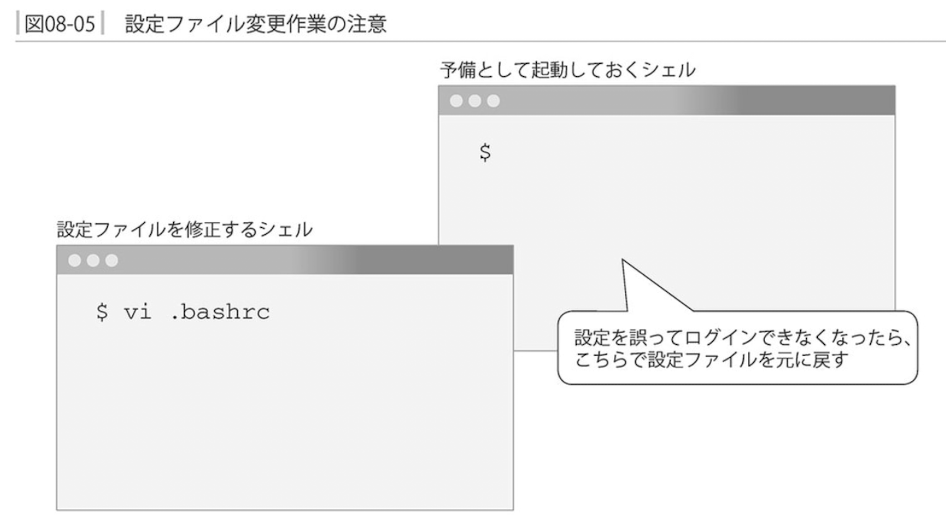 図08-05 設定ファイル変更作業の注意
予備として起動しておくシェル
$
設定ファイルを修正するシェル
$ vi .bashrc
設定を誤ってログインできなくなったら、
こちらで設定ファイルを元に戻す